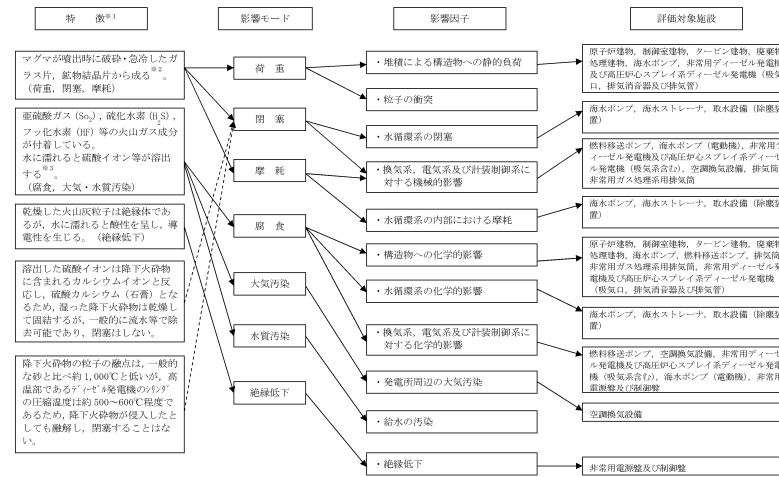 特　徴※1
影響モード
影響因子
評価対象施設
マグマが噴出時に破砕・急冷したガ
ラス片，鉱物結晶片から成る※2。
（荷重，閉塞，摩耗）
亜硫酸ガス（So2），硫化水素（H2S），
フッ化水素（HF）等の火山ガス成分
が付着している。
水に濡れると硫酸イオン等が溶出
する※3。
（腐食，大気・水質汚染）
乾燥した火山灰粒子は絶縁体であ
るが，水に濡れると酸性を呈し，導
電性を生じる。（絶縁低下）
溶出した硫酸イオンは降下火砕物
に含まれるカルシウムイオンと反
応し，硫酸カルシウム（石膏）とな
るため，湿った降下火砕物は乾燥し
て固結するが，一般的に流水等で除
去可能であり，閉塞はしない。
降下火砕物の粒子の融点は，一般的
な砂と比べ約1,000℃と低いが，高
温部であるディーゼル発電機のシリンダ
の圧縮温度は約500～600℃程度で
あるため，降下火砕物が侵入したと
しても融解し，閉塞することはな
い。
荷　重
閉　塞
摩　耗
腐　食
大気汚染
水質汚染
絶縁低下
・堆積による構造物への静的負荷
・粒子の衝突
・水循環系の閉塞
・換気系，電気系及び計装制御系に
対する機械的影響
・水循環系の内部における摩耗
・構造物への化学的影響
・水循環系の化学的影響
・換気系，電気系及び計装制御系に
対する化学的影響
・発電所周辺の大気汚染
・給水の汚染
・絶縁低下
原子炉建物，制御室建物，タービン建物，廃棄物
処理建物，海水ポンプ，非常用ディーゼル発電機
及び高圧炉心スプレイ系ディーゼル発電機（吸気
口，排気消音器及び排気管）
海水ポンプ，海水ストレーナ，取水設備（除塵装
置）
燃料移送ポンプ，海水ポンプ（電動機），非常用デ
ィーゼル発電機及び高圧炉心スプレイ系ディーゼ
ル発電機（吸気系含む），空調換気設備，排気筒
非常用ガス処理系用排気筒
海水ポンプ，海水ストレーナ，取水設備（除塵装
置）
原子炉建物，制御室建物，タービン建物，廃棄物
処理建物，海水ポンプ，燃料移送ポンプ，排気筒
非常用ガス処理系用排気筒，非常用ディーゼル発
電機及び高圧炉心スプレイ系ディーゼル発電機
（吸気口，排気消音器及び排気管）
海水ポンプ，海水ストレーナ，取水設備（除塵装
置）
燃料移送ポンプ，空調換気設備，非常用ディーゼ
ル発電機及び高圧炉心スプレイ系ディーゼル発電
機（吸気系含む），海水ポンプ（電動機），非常用
電源盤及び制御盤
空調換気設備
非常用電源盤及び制御盤